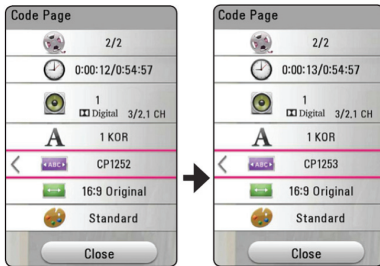 Code Page
2/2
0:00:12/0:54:57
1
Digital 3/2,1 CH
A
1 KOR
ABC
CP1252
16:9 Original
Standard
Close
Code Page
2/2
0:00:13/0:54:57
1
Digital 3/2,1 CH
A
1 KOR
ABC
CP1253
16:9 Original
Standard
Close